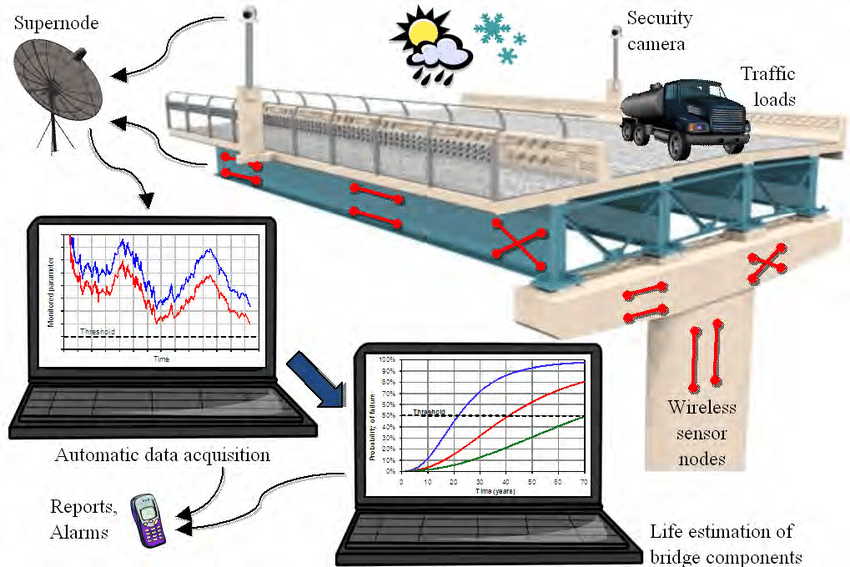 Supernode
Security
camera
Traffic
loads
Monitored parameter
Threshold
Time
Automatic data acquisition
Probability of failure
100%
90%
80%
70%
60%
50%
40%
30%
20%
10%
0%
Threshold
0 10 20 30 40 50 60 70
Time (years)
Wireless
sensor
nodes
Reports,
Alarms
Life estimation of
bridge components